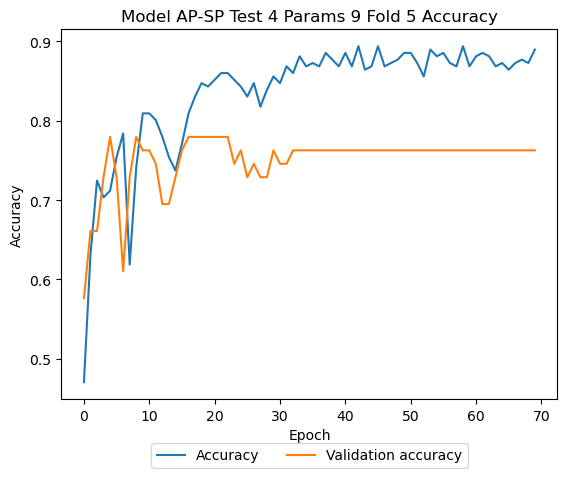 Model AP-SP Test 4 Params 9 Fold 5 Accuracy
0.9
0.8
0.7
0.6
0.5
Accuracy
0 10 20 30 40 50 60 70
Epoch
Accuracy Validation accuracy